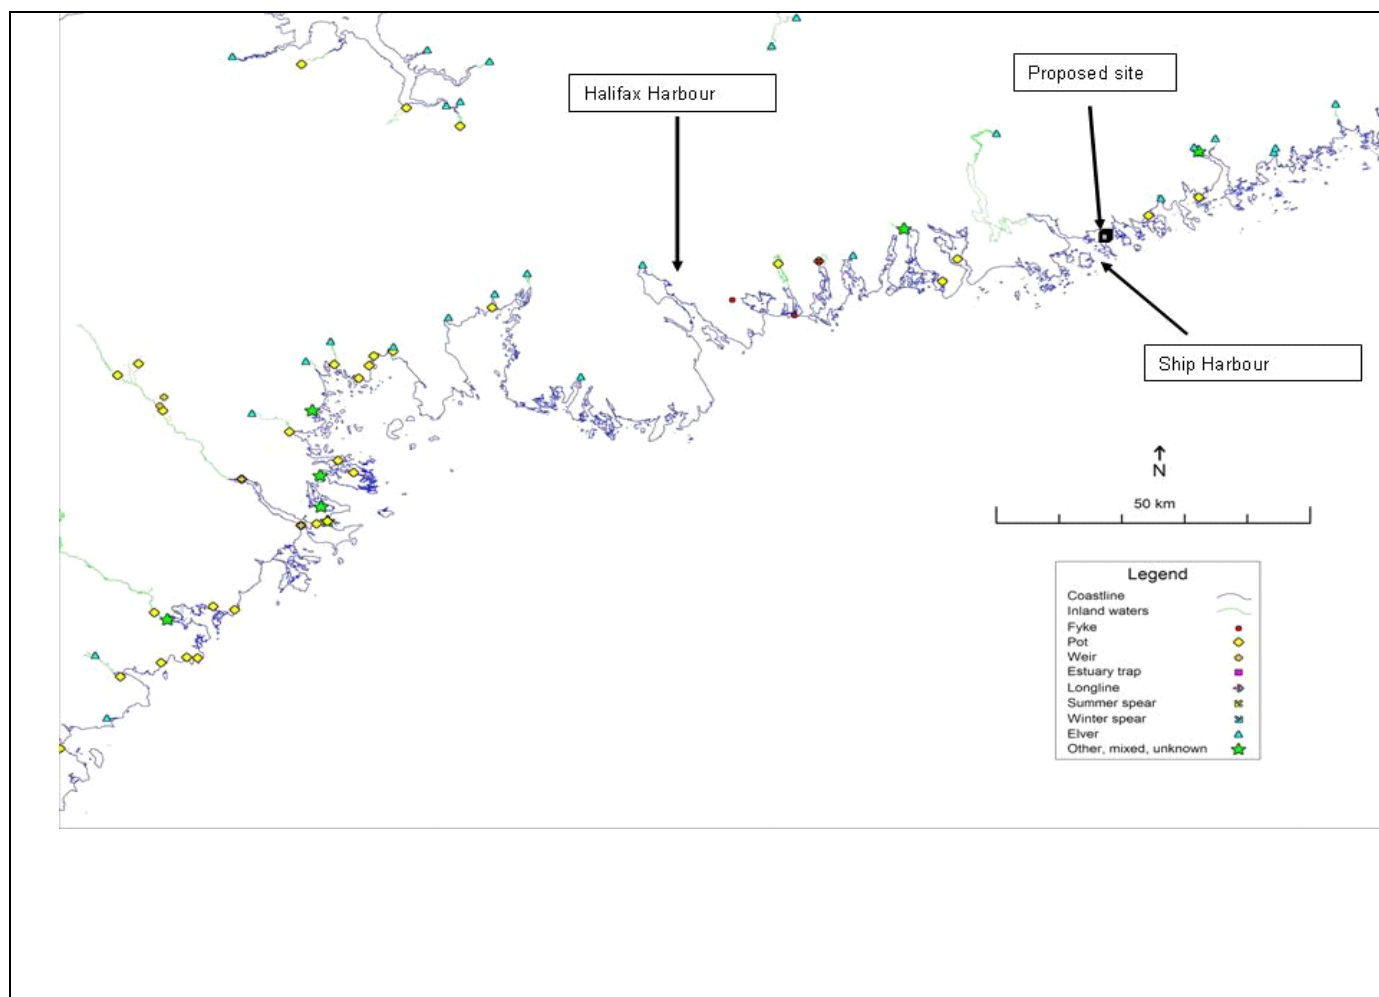 Proposed site
Halifax Harbour
Ship Harbour
N
50 km
Legend
Coastline
Inland waters
Fyke
Pot
Weir
Estuary trap
Longline
Summer spear
Winter spear
Elver
Other, mixed, unknown